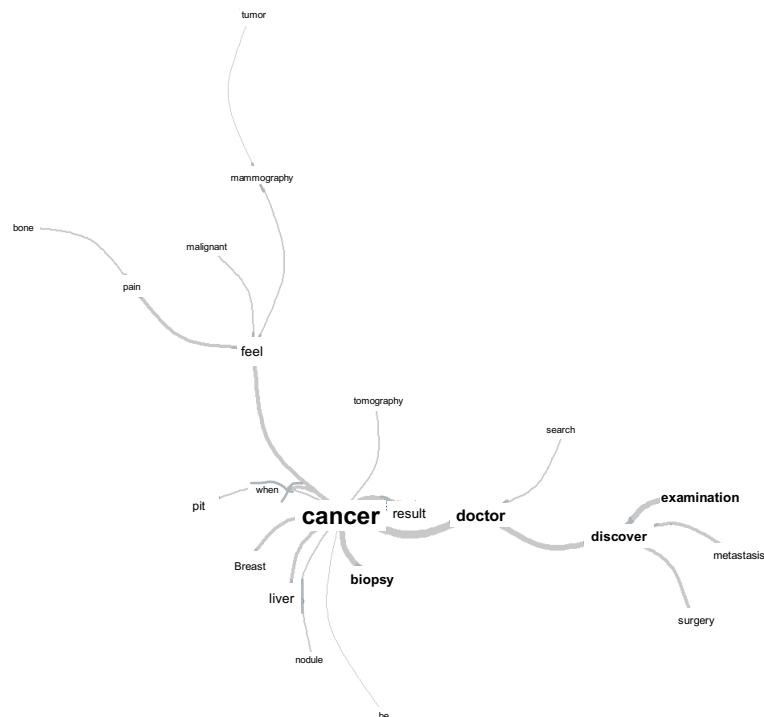 tumor
mammography
bone
malignant
pain
feel
tomography
search
when
examination
pit
cancer
result
doctor
discover
metastasis
Breast
biopsy
liver
surgery
nodule
be